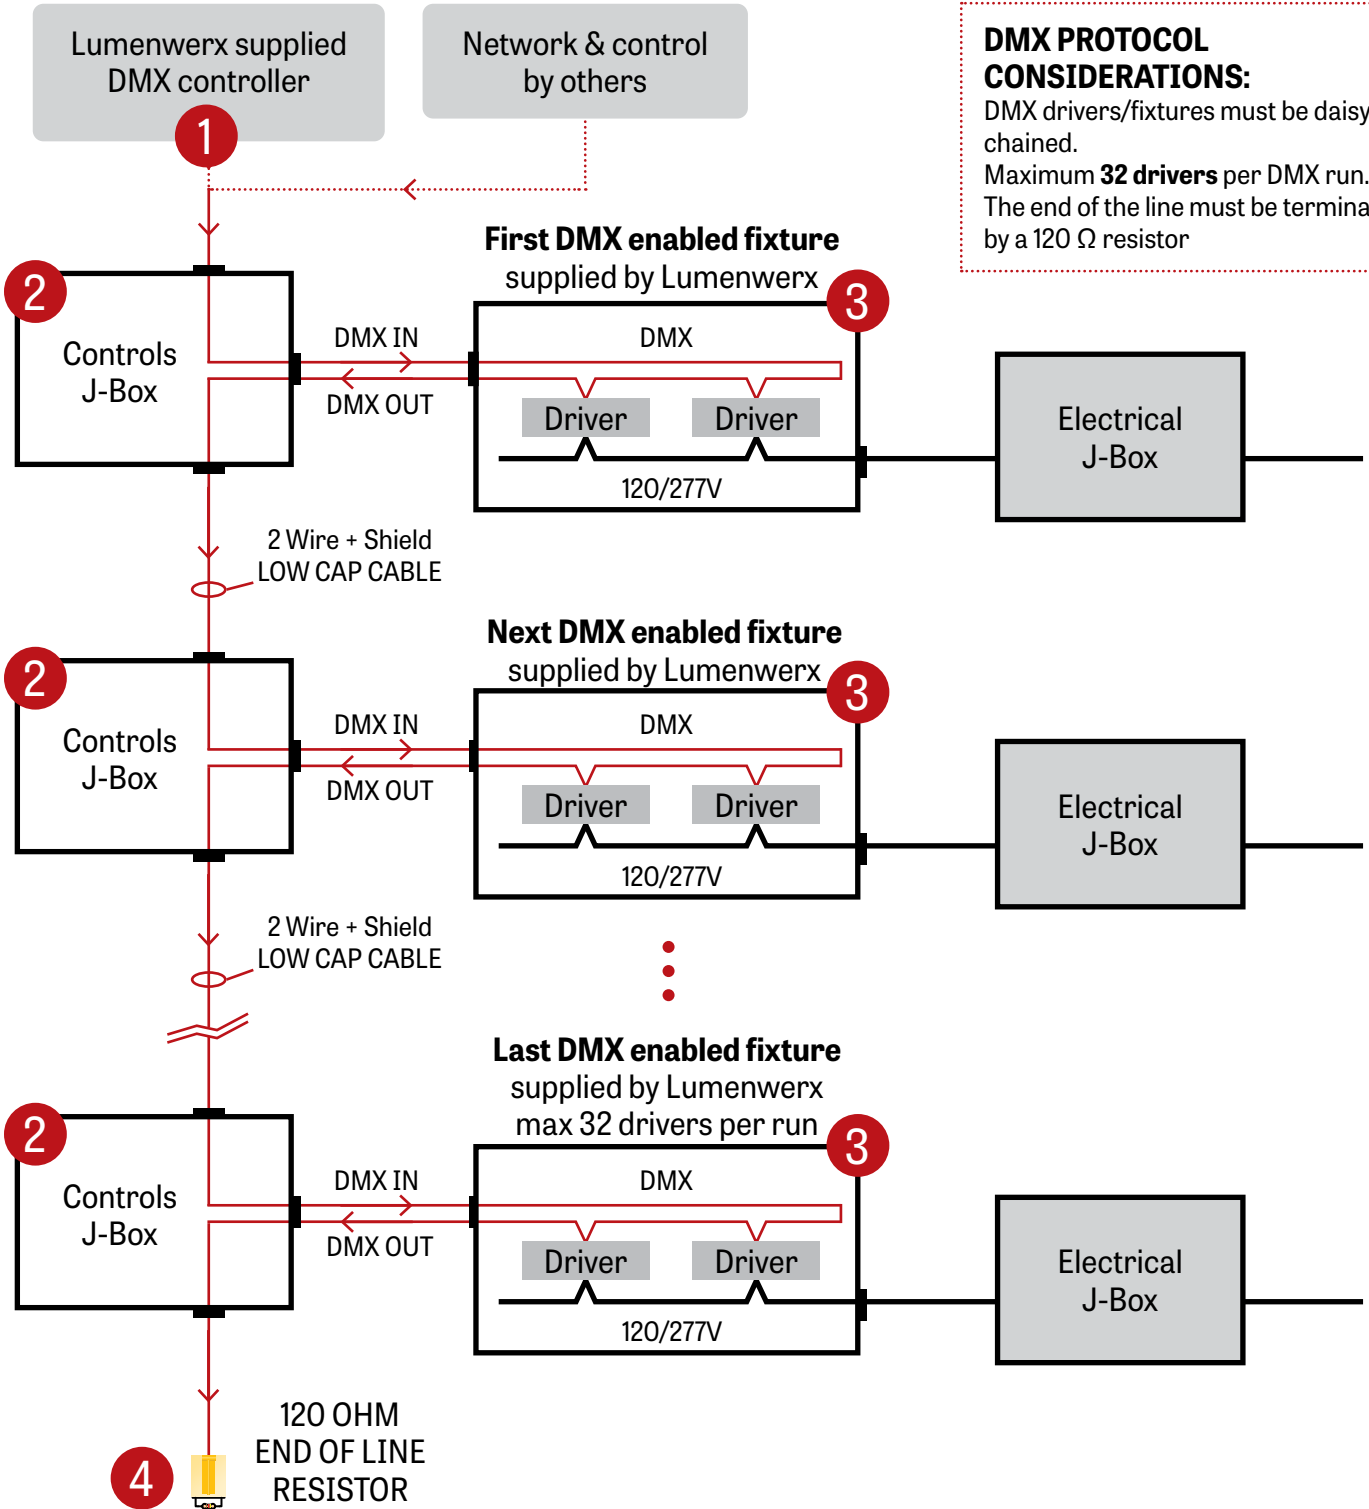 Lumenwerx supplied
DMX controller
1
Network & control
by others
DMX PROTOCOL
CONSIDERATIONS:
DMX drivers/fixtures must be daisy
chained.
Maximum 32 drivers per DMX run.
The end of the line must be termina
by a 120 Ω resistor
First DMX enabled fixture
supplied by Lumenwerx
2
Controls
J-Box
DMX IN
DMX OUT
3
DMX
Driver
Driver
120/277V
Electrical
J-Box
2 Wire + Shield
LOW CAP CABLE
Next DMX enabled fixture
supplied by Lumenwerx
2
Controls
J-Box
DMX IN
DMX OUT
3
DMX
Driver
Driver
120/277V
Electrical
J-Box
2 Wire + Shield
LOW CAP CABLE
Last DMX enabled fixture
supplied by Lumenwerx
max 32 drivers per run
2
Controls
J-Box
DMX IN
DMX OUT
3
DMX
Driver
Driver
120/277V
Electrical
J-Box
4
120 OHM
END OF LINE
RESISTOR